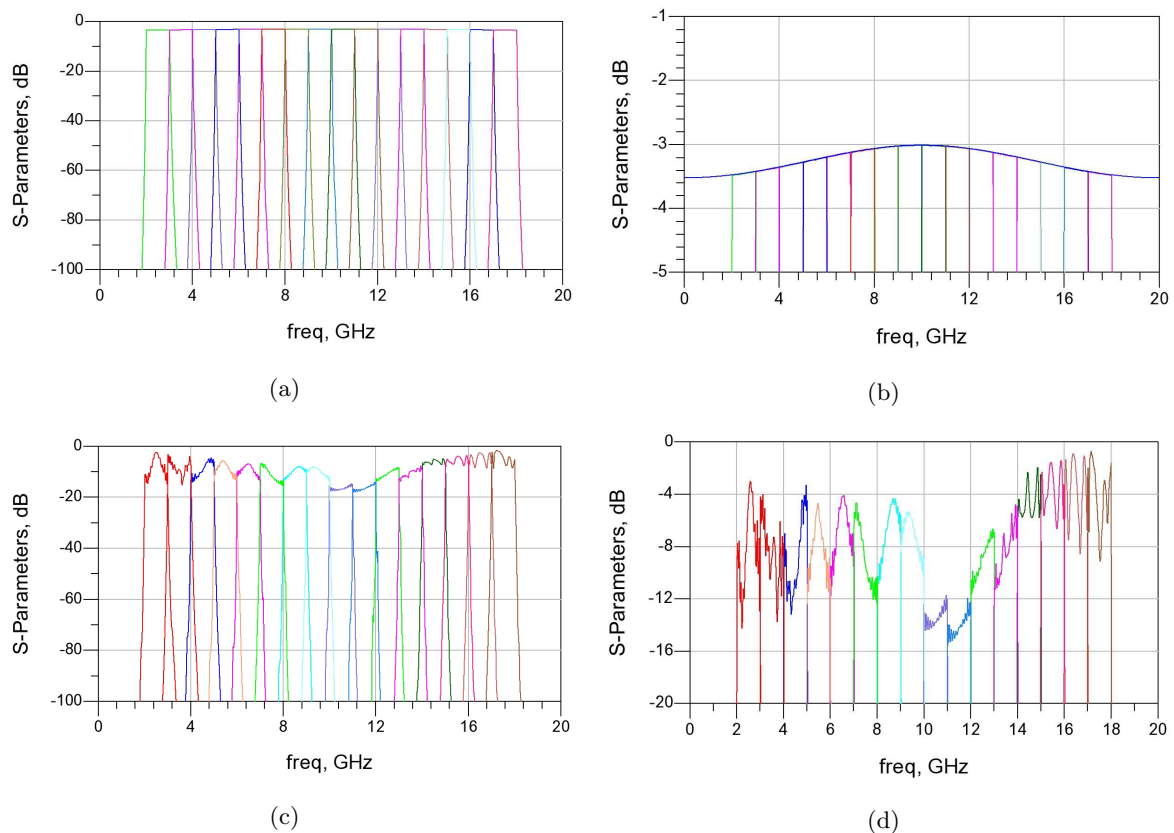 S-Parameters, dB
0
-20
-40
-60
-80
-100
0 4 8 12 16 20
freq, GHz
(a)
S-Parameters, dB
-1
-2
-3
-4
-5
0 4 8 12 16 20
freq, GHz
(b)
S-Parameters, dB
0
-20
-40
-60
-80
-100
0 4 8 12 16 20
freq, GHz
(c)
S-Parameters, dB
0
-4
-8
-12
-16
-20
0 2 4 6 8 10 12 14 16 18 20
freq, GHz
(d)